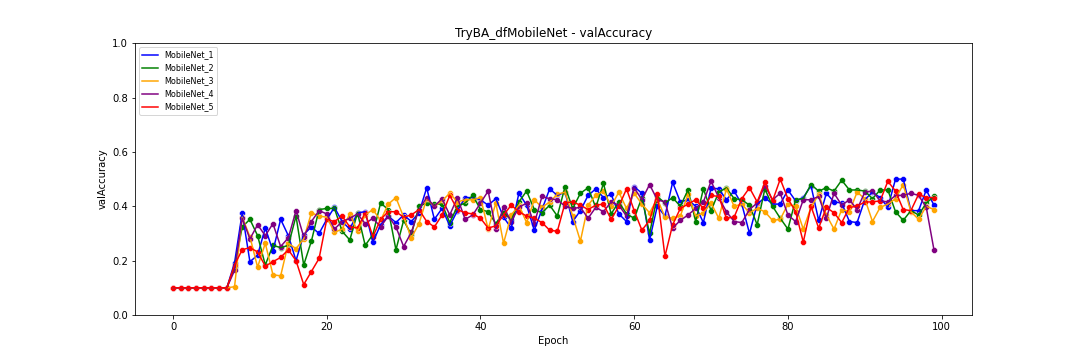 TryBA_dfMobileNet - valAccuracy
valAccuracy
1.0
0.8
0.6
0.4
0.2
0.0
MobileNet_1
MobileNet_2
MobileNet_3
MobileNet_4
MobileNet_5
0 20 40 60 80 100
Epoch